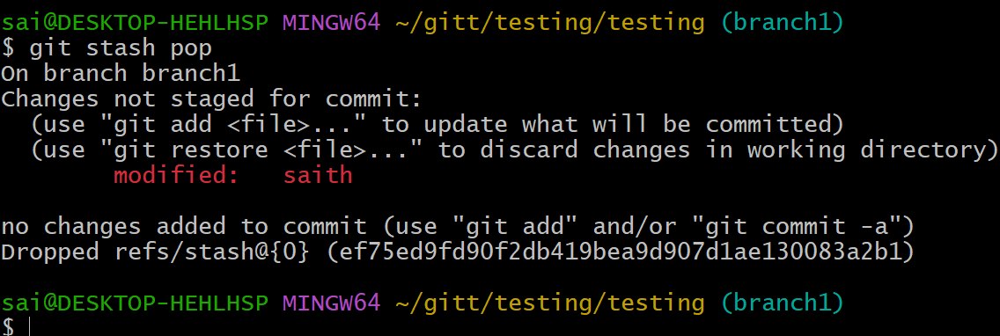 sai@DESKTOP-HEHLHSP MINGW64 ~/gitt/testing/testing (branch1)
$ git stash pop
On branch branch1
Changes not staged for commit:
  (use "git add <file>..." to update what will be committed)
  (use "git restore <file>..." to discard changes in working directory)
        modified:   saith

no changes added to commit (use "git add" and/or "git commit -a")
Dropped refs/stash@{0} (ef75ed9fd90f2db419bea9d907d1ae130083a2b1)

sai@DESKTOP-HEHLHSP MINGW64 ~/gitt/testing/testing (branch1)
$